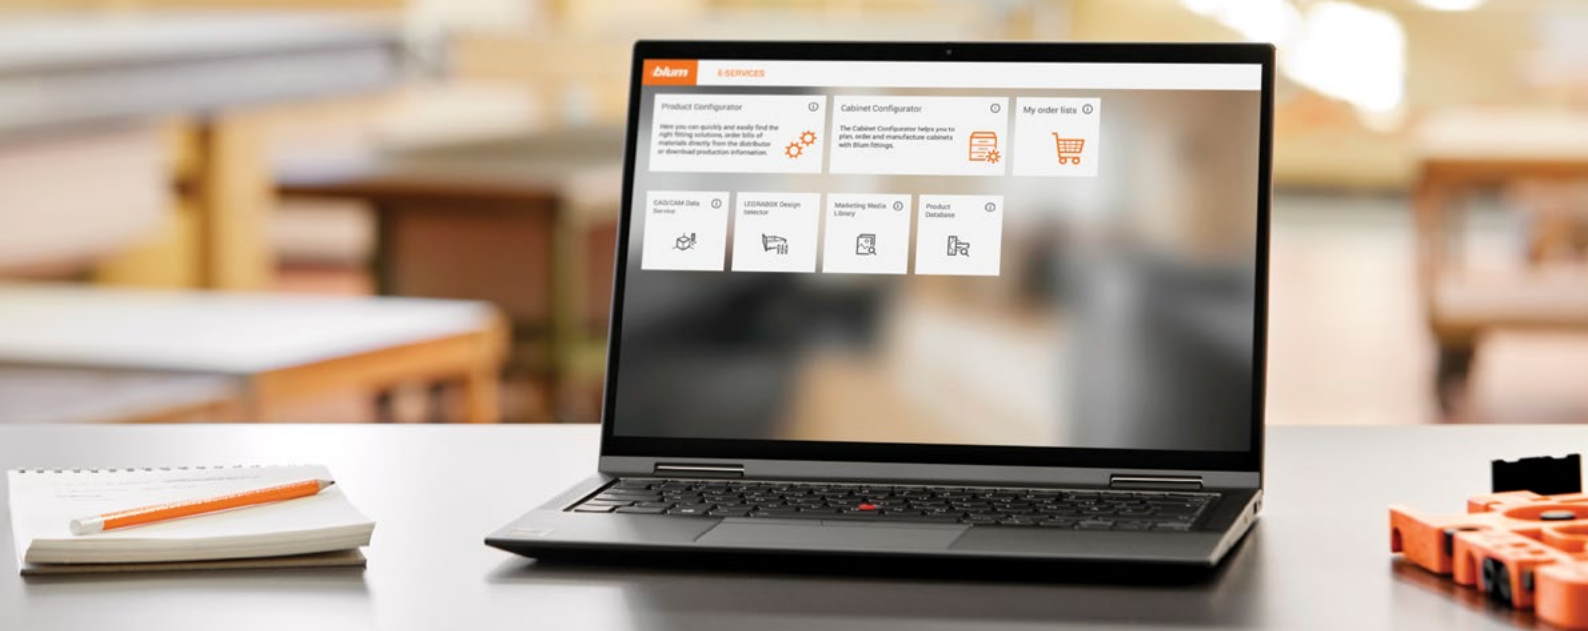 blum
E-SERVICES
Product Configurator
Here you can quickly and easily find the
right fitting solutions, order bills of
materials directly from the distributor
or download production information.
Cabinet Configurator
The Cabinet Configurator helps you to
plan, order and manufacture cabinets
with Blum fittings.
My order lists
CAD/CAM Data
Service
LEGRABOX Design
selector
Marketing Media
Library
Product
Database